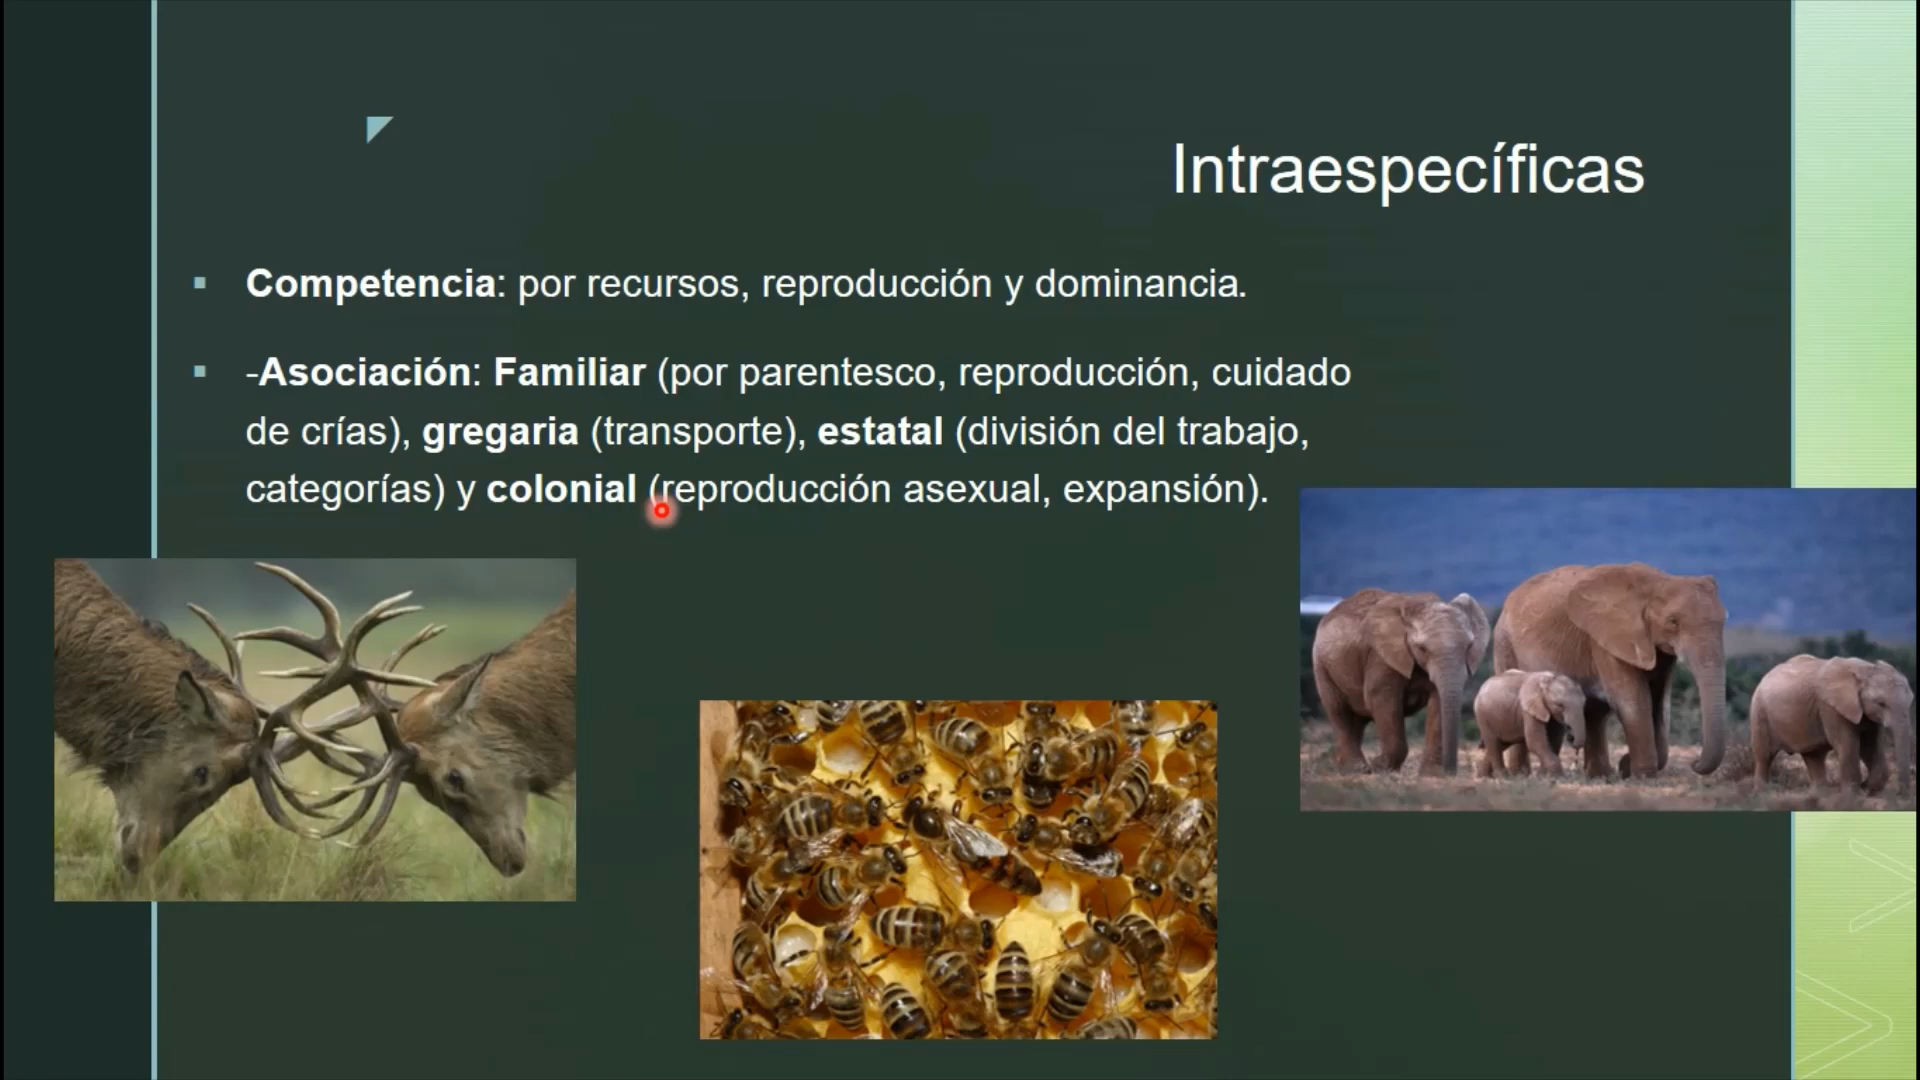 Intraespecíficas
Competencia: por recursos, reproducción y dominancia.
-Asociación: Familiar (por parentesco, reproducción, cuidado
de crías), gregaria (transporte), estatal (división del trabajo,
categorías) y colonial (reproducción asexual, expansión).